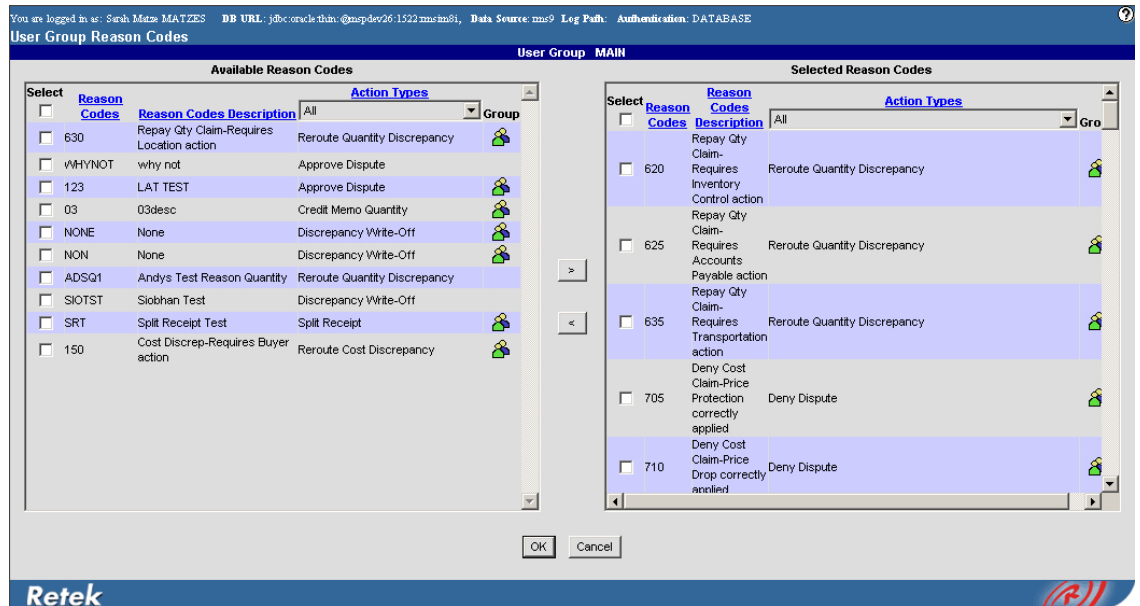 You are logged in as: Sarah Matze MATZES DB URL: jdbc:oracle:thin:@mspdev26:1522:mnsim8i, Data Source: rms9 Log Path: Authentication: DATABASE
User Group Reason Codes
User Group MAIN
Available Reason Codes
Select Reason Codes Reason Codes Description Action Types Group
All
630 Repay Qty Claim-Requires Location action Reroute Quantity Discrepancy
WHYNOT why not Approve Dispute
123 LAT TEST Approve Dispute
03 03desc Credit Memo Quantity
NONE None Discrepancy Write-Off
NON None Discrepancy Write-Off
ADSQ1 Andys Test Reason Quantity Reroute Quantity Discrepancy
SIOTST Siobhan Test Discrepancy Write-Off
SRT Split Receipt Test Split Receipt
150 Cost Discrep-Requires Buyer action Reroute Cost Discrepancy
>
<
Selected Reason Codes
Select Reason Codes Reason Codes Description Action Types Gro
All
620 Repay Qty Claim-Requires Inventory Control action Reroute Quantity Discrepancy
625 Repay Qty Claim-Requires Accounts Payable action Reroute Quantity Discrepancy
635 Repay Qty Claim-Requires Transportation action Reroute Quantity Discrepancy
705 Deny Cost Claim-Price Protection correctly applied Deny Dispute
710 Deny Cost Claim-Price Drop correctly applied Deny Dispute
OK Cancel
Retek